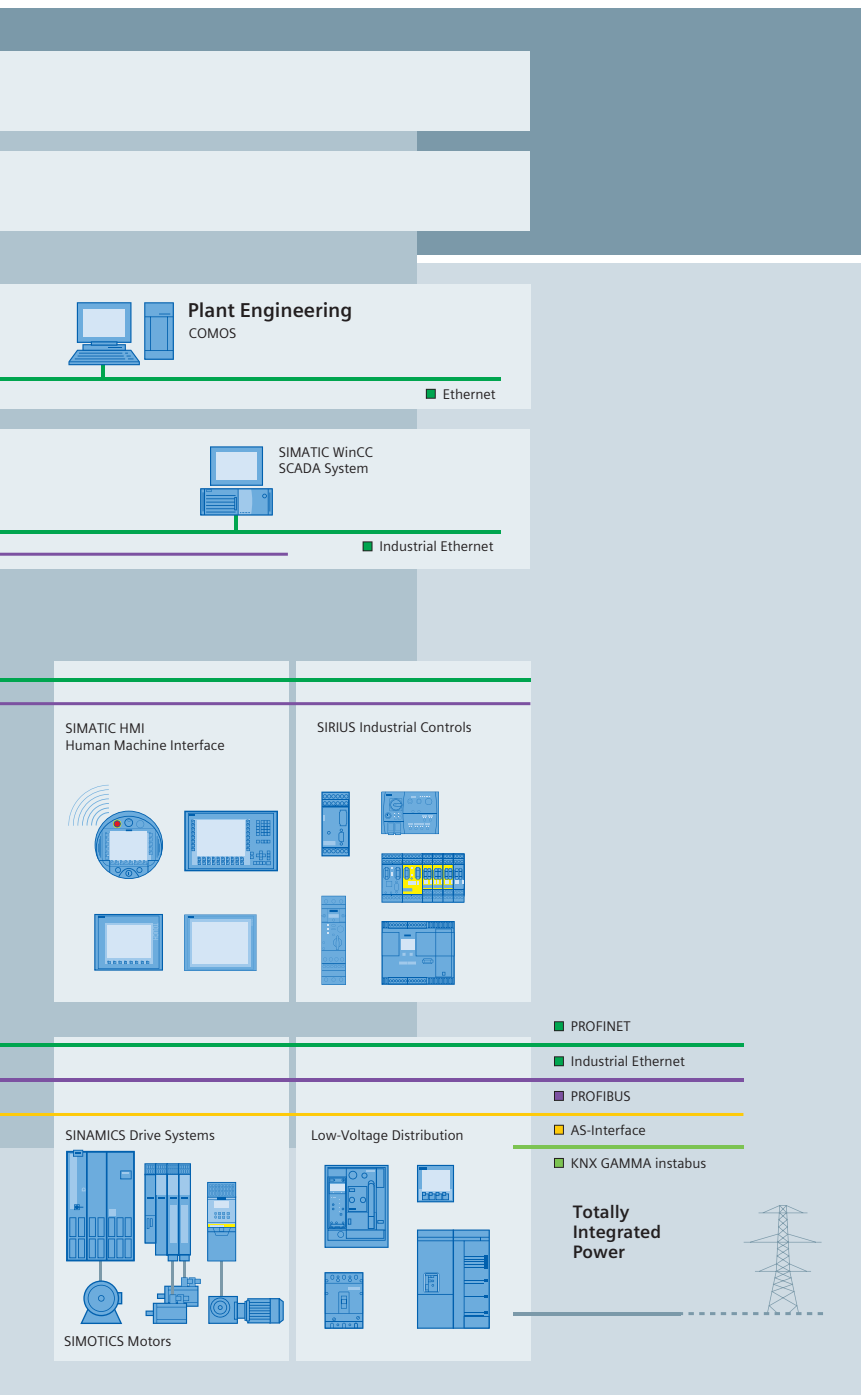 Plant Engineering
COMOS
Ethernet
SIMATIC WinCC
SCADA System
Industrial Ethernet
SIMATIC HMI
Human Machine Interface
SIRIUS Industrial Controls
PROFINET
Industrial Ethernet
PROFIBUS
AS-Interface
KNX GAMMA instabus
SINAMICS Drive Systems
Low-Voltage Distribution
Totally
Integrated
Power
SIMOTICS Motors